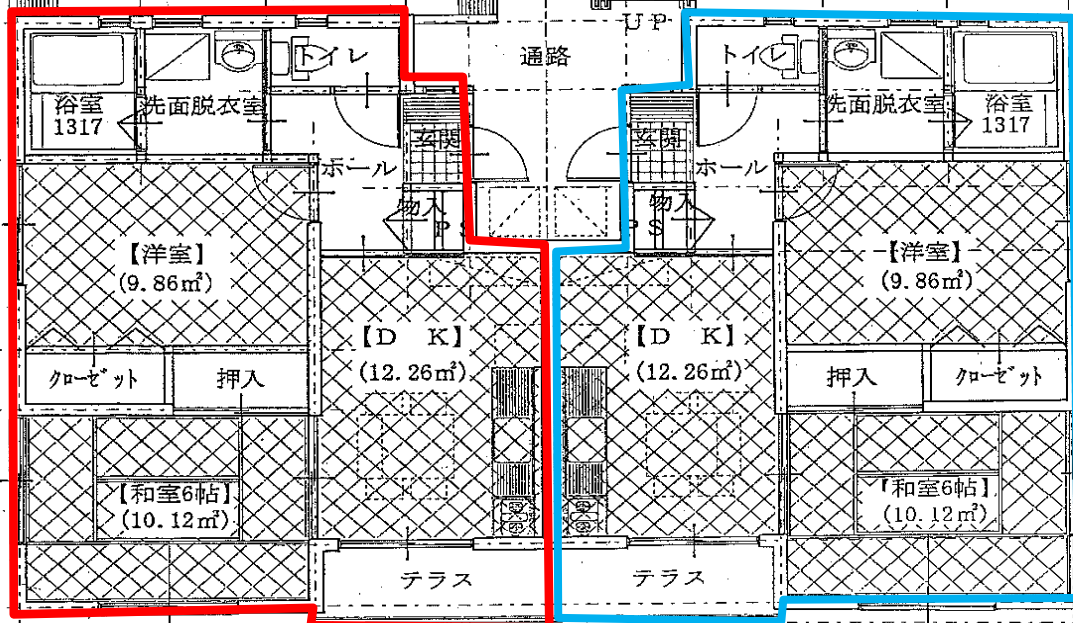 UP
トイレ
通路
トイレ
浴室
1317
先面脱衣室
玄関
ホール
物入
PS
玄関
ホール
物入
PS
先面脱衣室
浴室
1317
【洋室】
(9.86㎡)
【D K】
(12.26㎡)
【D K】
(12.26㎡)
【洋室】
(9.86㎡)
クローゼット
押入
押入
クローゼット
【和室6帖】
(10.12㎡)
【和室6帖】
(10.12㎡)
テラス
テラス